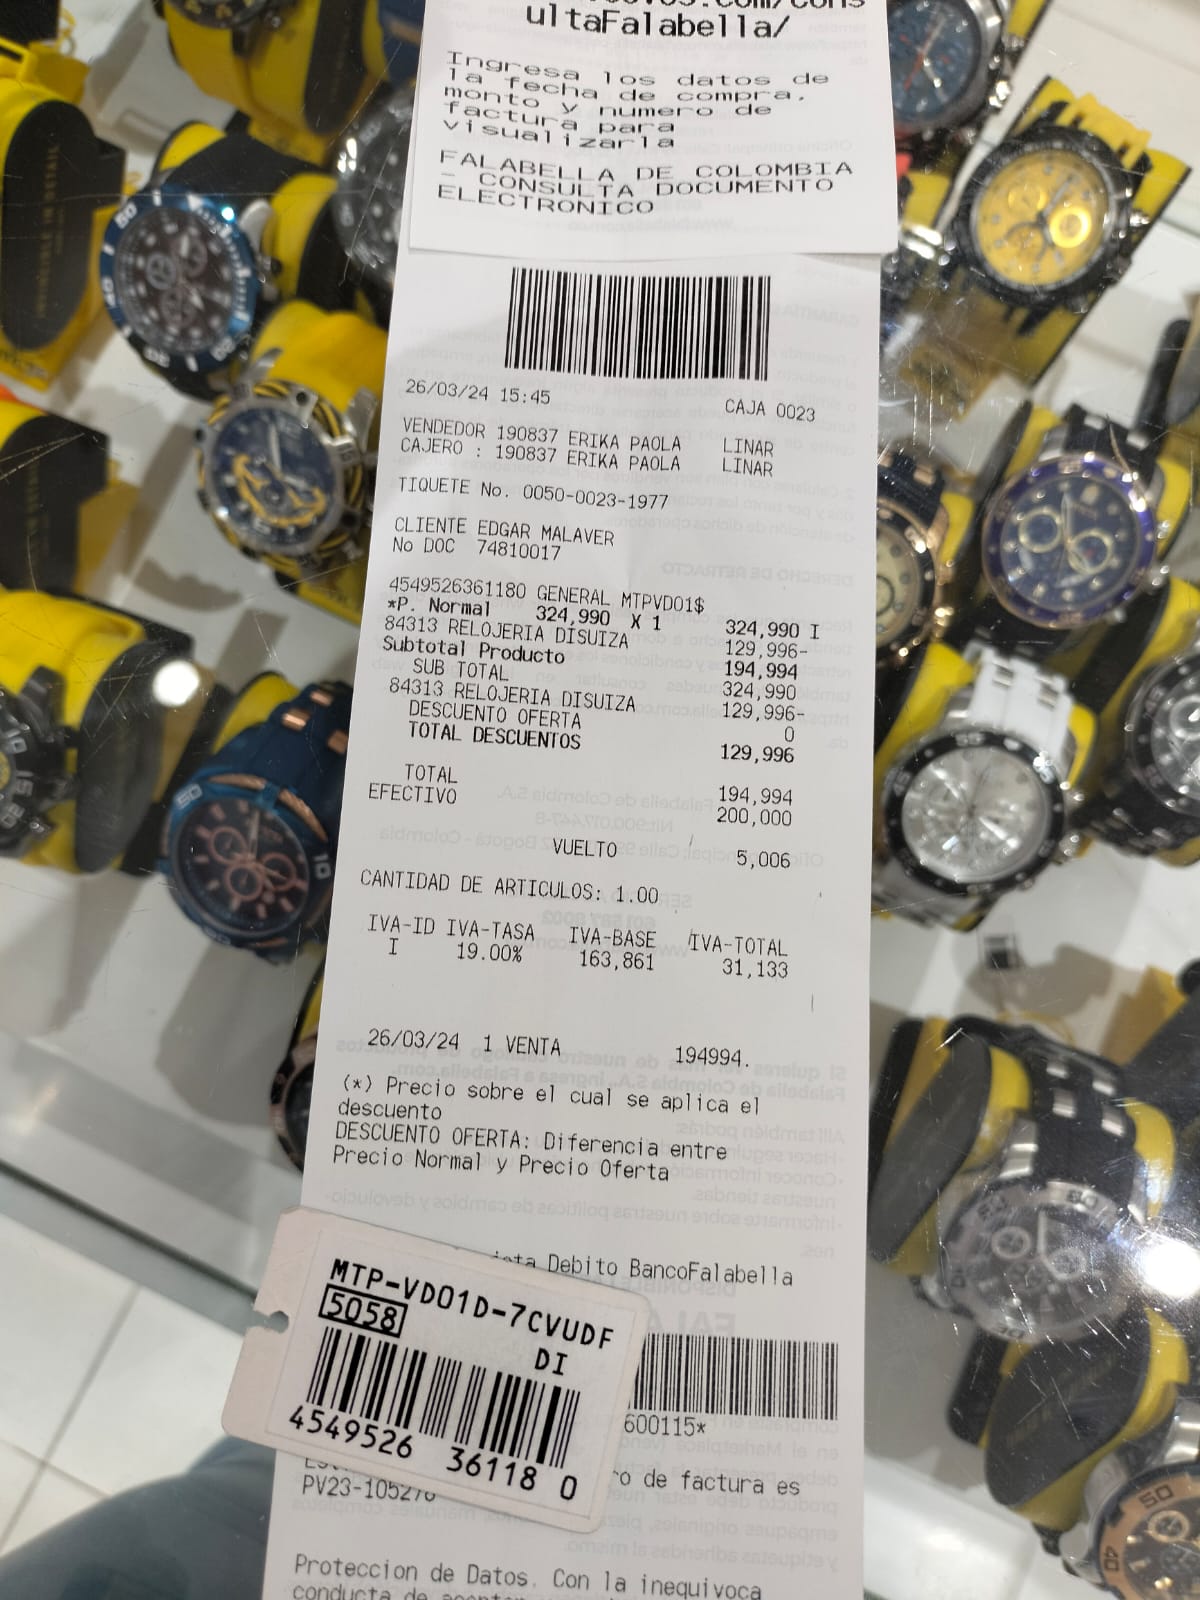 ultaFalabella/
Ingresa los datos de
la fecha de compra,
monto y numero de
factura para
visualizarla
FALABELLA DE COLOMBIA
- CONSULTA DOCUMENTO
ELECTRONICO
26/03/24 15:45 CAJA 0023
VENDEDOR 190837 ERIKA PAOLA LINAR
CAJERO : 190837 ERIKA PAOLA LINAR
TIQUETE No. 0050-0023-1977
CLIENTE EDGAR MALAVER
No DOC 74810017
4549526361180 GENERAL MTPVD01$
*P. Normal 324,990 X 1 324,990 I
84313 RELOJERIA DISUIZA 129,996-
Subtotal Producto 194,994
SUB TOTAL 324,990
84313 RELOJERIA DISUIZA 129,996-
DESCUENTO OFERTA 0
TOTAL DESCUENTOS 129,996
TOTAL 194,994
EFECTIVO 200,000
VUELTO 5,006
CANTIDAD DE ARTICULOS: 1.00
IVA-ID IVA-TASA IVA-BASE IVA-TOTAL
I 19.00% 163,861 31,133
26/03/24 1 VENTA 194994.
(*) Precio sobre el cual se aplica el
descuento
DESCUENTO OFERTA: Diferencia entre
Precio Normal y Precio Oferta
Debito BancoFalabella
MTP-VD01D-7CVUDF
5058
DI
4549526 36118 0
600115*
de factura es
PV23-105270
Proteccion de Datos. Con la inequivoca
conducta de